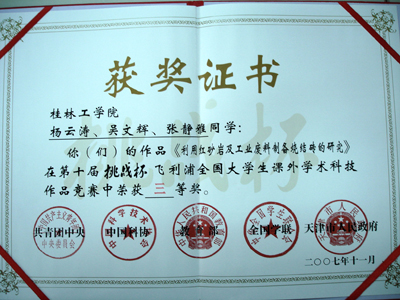 获奖证书
桂林工学院
杨云涛、吴文辉、张静雅同学：
你（们）的作品《利用红砂岩及工业废料制备烧结砖的研究》
在第十届挑战杯飞利浦全国大学生课外学术科技
作品竞赛中荣获 三 等奖。
共青团中央 中国科协 教育部 全国学联 天津市人民政府
二〇〇七年十一月